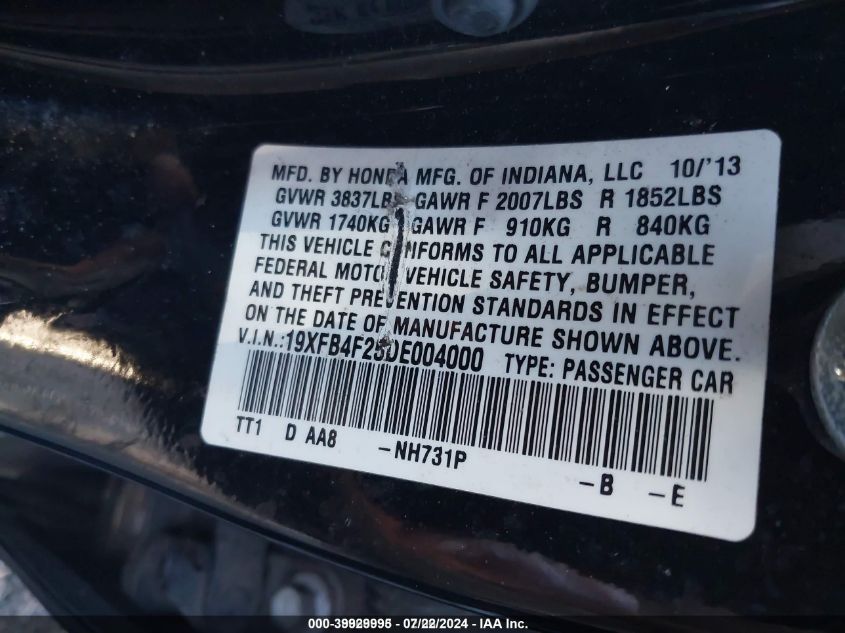 MFD. BY HONDA MFG. OF INDIANA, LLC 10/'13
GVWR 3837LBS GAWR F 2007LBS R 1852LBS
GVWR 1740KG GAWR F 910KG R 840KG
THIS VEHICLE CONFORMS TO ALL APPLICABLE
FEDERAL MOTOR VEHICLE SAFETY, BUMPER,
AND THEFT PREVENTION STANDARDS IN EFFECT
ON THE DATE OF MANUFACTURE SHOWN ABOVE.
V.I.N.:19XFB4F25DE004000 TYPE: PASSENGER CAR
TT1 D AA8 -NH731P -B -E
000-39929995 - 07/22/2024 - IAA Inc.